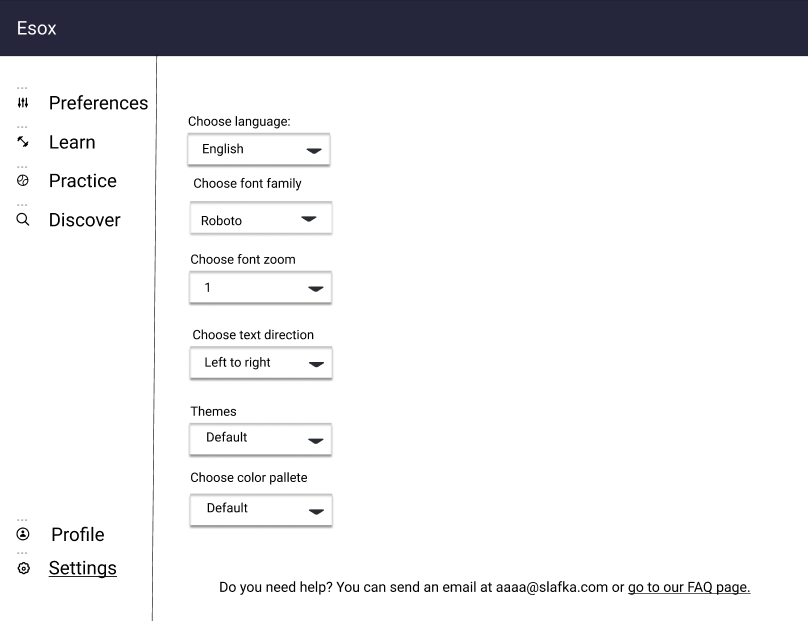 Esox
Preferences
Learn
Practice
Discover
Choose language:
English
Choose font family
Roboto
Choose font zoom
1
Choose text direction
Left to right
Themes
Default
Choose color pallete
Default
Profile
Settings
Do you need help? You can send an email at aaaa@slafka.com or go to our FAQ page.